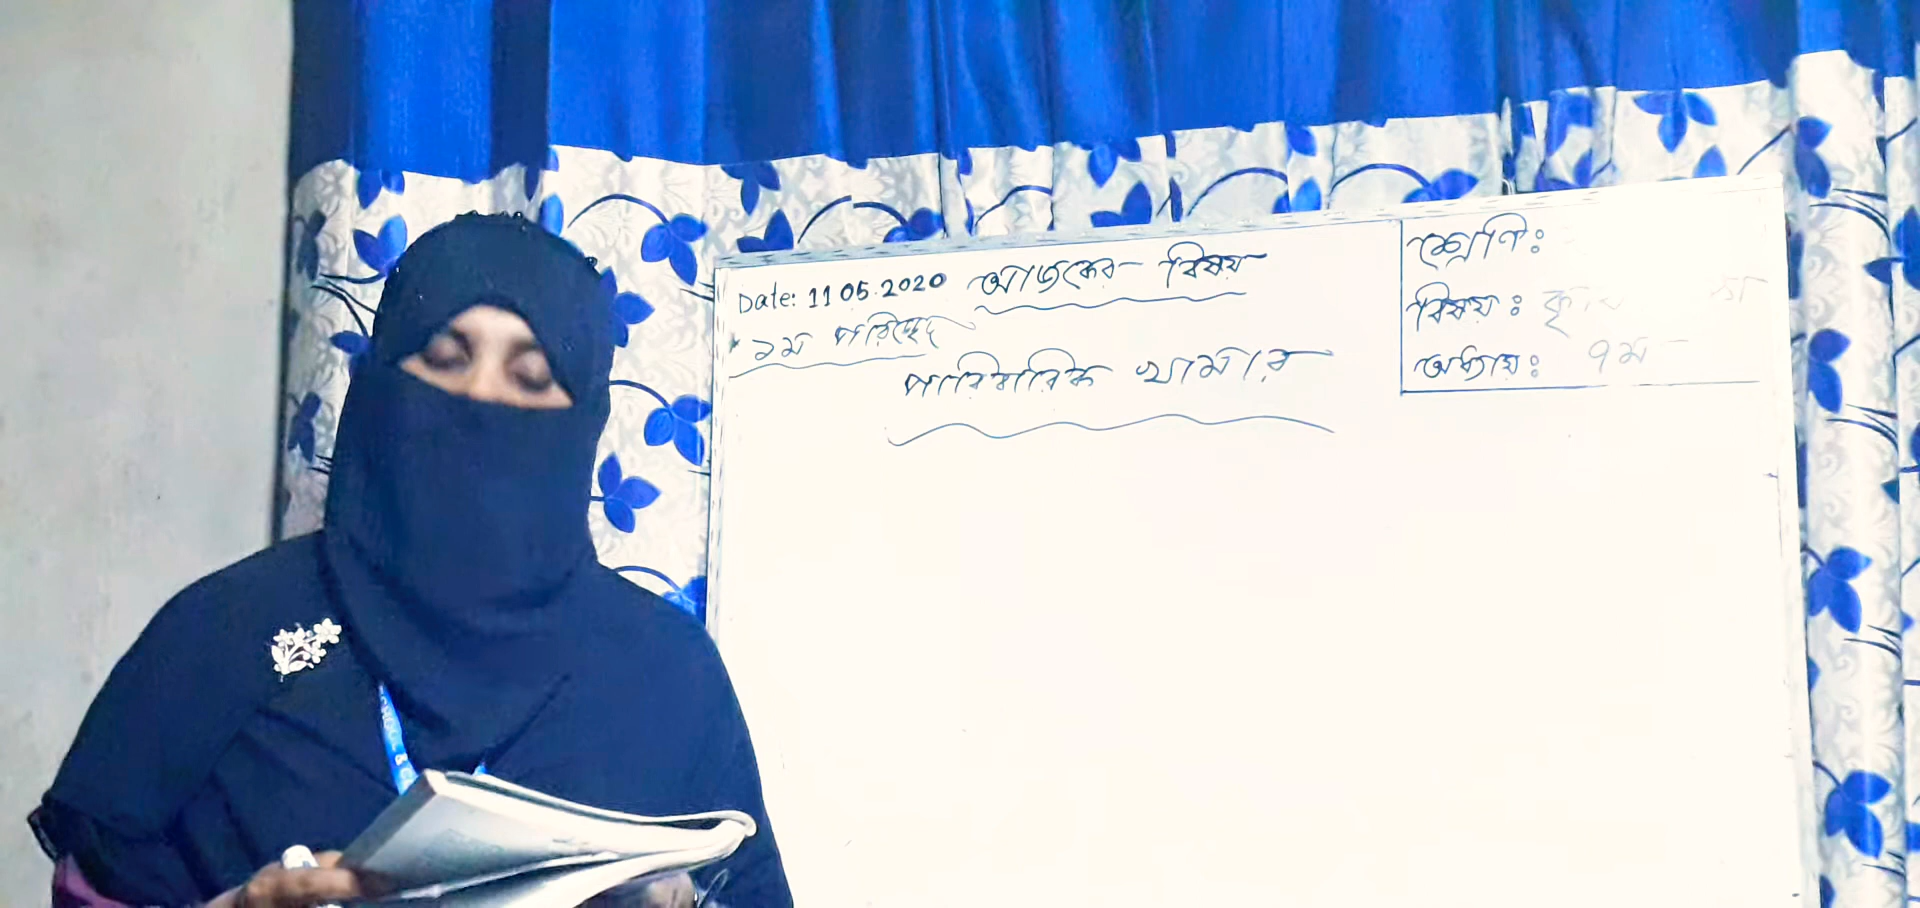 Date: 11 05.2020 আজকের বিষয়
১ম পরিচ্ছেদ
পারিবারিক খামার
শ্রেণি:
বিষয়:
অধ্যায়: ৭ম